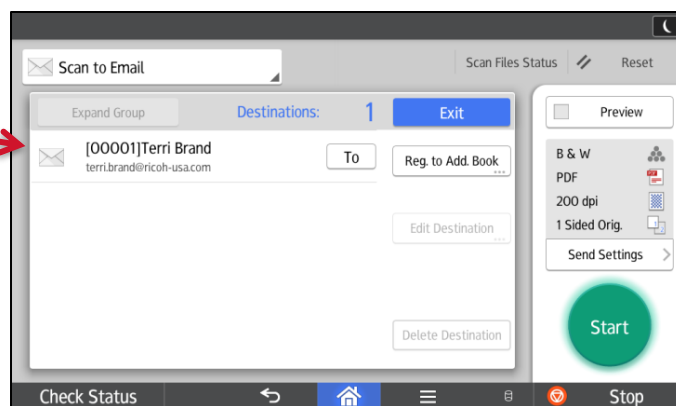 Scan to Email
Scan Files Status
Reset
Expand Group
Destinations: 1
Exit
Preview
[00001]Terri Brand
terri.brand@ricoh-usa.com
To
Reg. to Add. Book
...
B & W
PDF
200 dpi
1 Sided Orig.
Edit Destination
...
Send Settings
Start
Delete Destination
Check Status
Stop